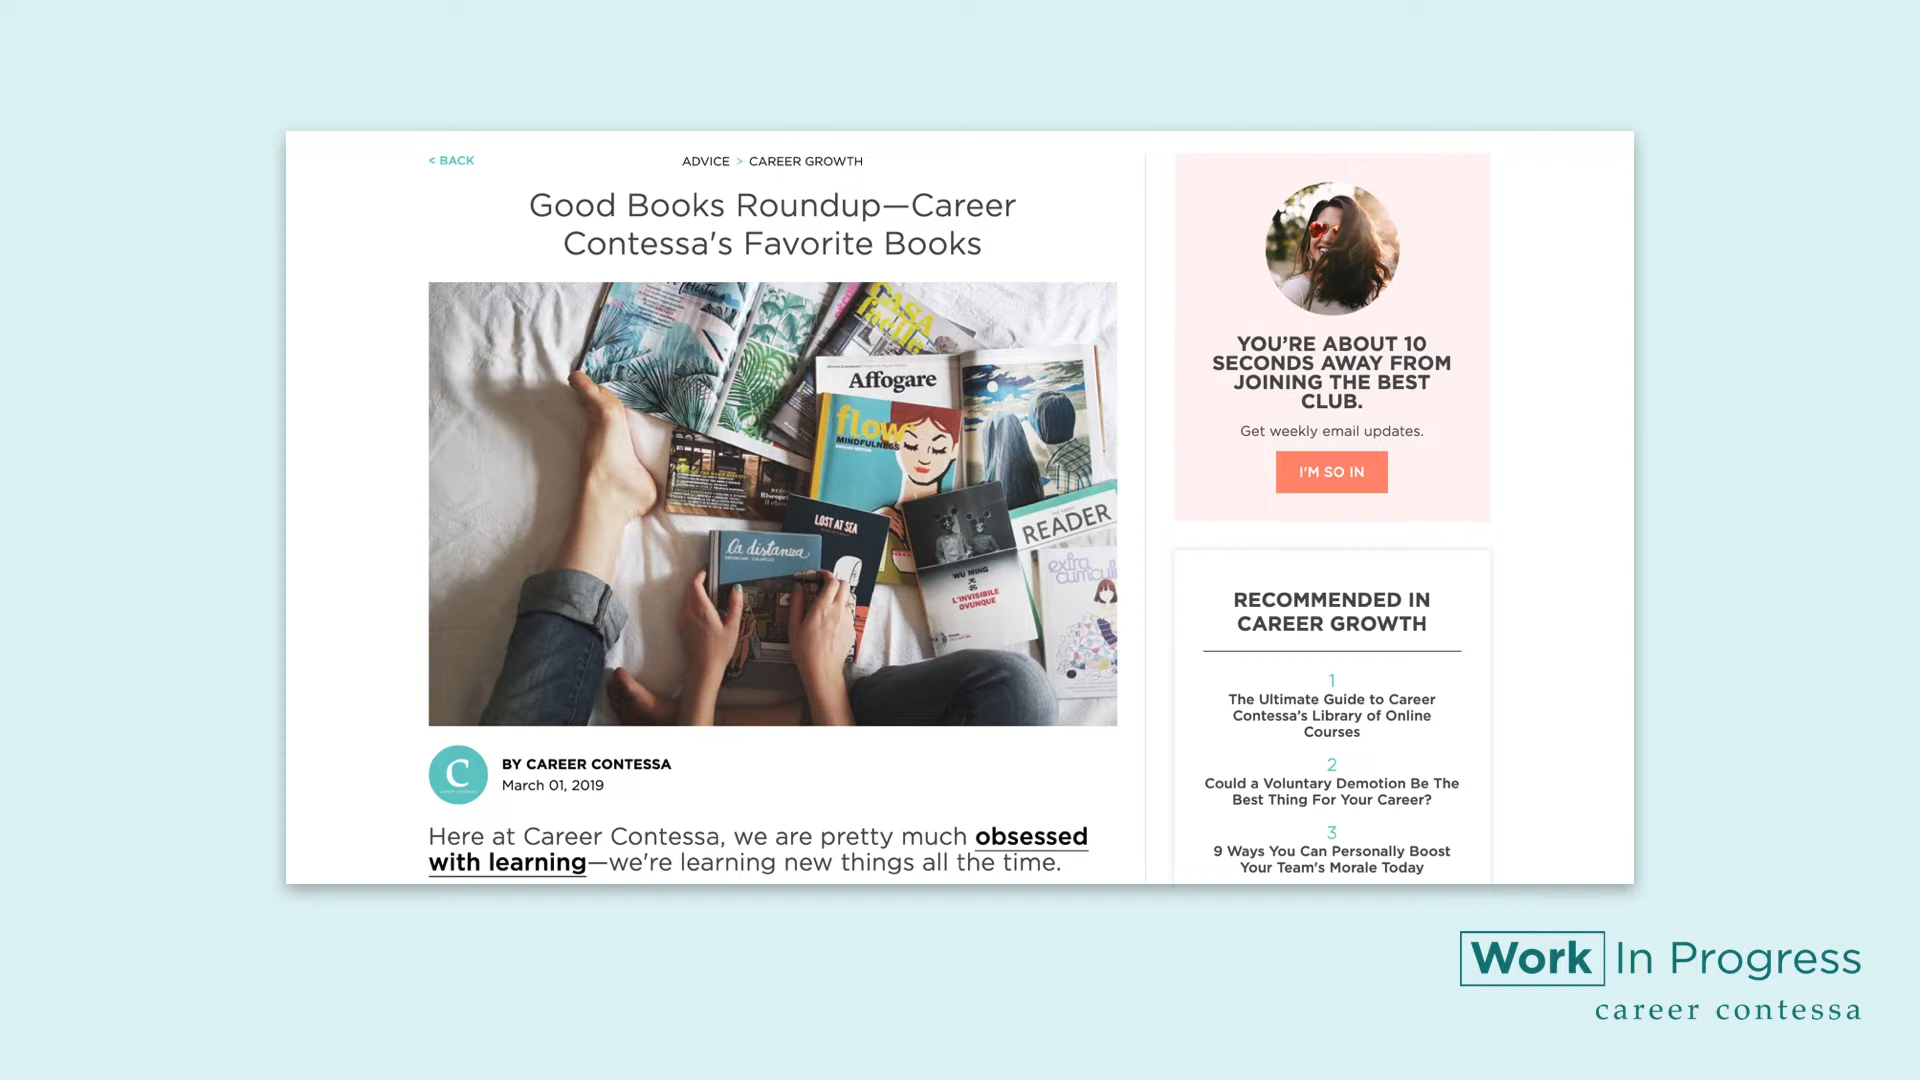 < BACK
ADVICE > CAREER GROWTH
Good Books Roundup—Career
Contessa's Favorite Books
CASA
facile
Affogare
flow
MINDFULNESS
LOST AT SEA
La distanza
READER
WU MING
L'INVISIBILE
OVUNQUE
extra
C
BY CAREER CONTESSA
March 01, 2019
Here at Career Contessa, we are pretty much obsessed
with learning—we're learning new things all the time.
YOU'RE ABOUT 10
SECONDS AWAY FROM
JOINING THE BEST
CLUB.
Get weekly email updates.
I'M SO IN
RECOMMENDED IN
CAREER GROWTH
1
The Ultimate Guide to Career
Contessa's Library of Online
Courses
2
Could a Voluntary Demotion Be The
Best Thing For Your Career?
3
9 Ways You Can Personally Boost
Your Team's Morale Today
Work In Progress
career contessa